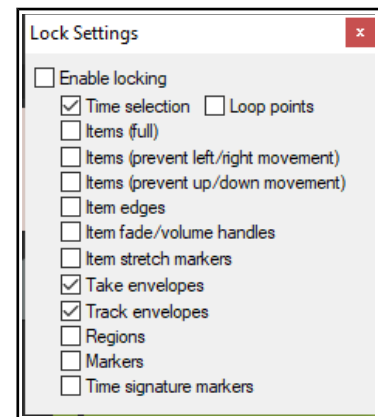 Lock Settings x
Enable locking
Time selection Loop points
Items (full)
Items (prevent left/right movement)
Items (prevent up/down movement)
Item edges
Item fade/volume handles
Item stretch markers
Take envelopes
Track envelopes
Regions
Markers
Time signature markers